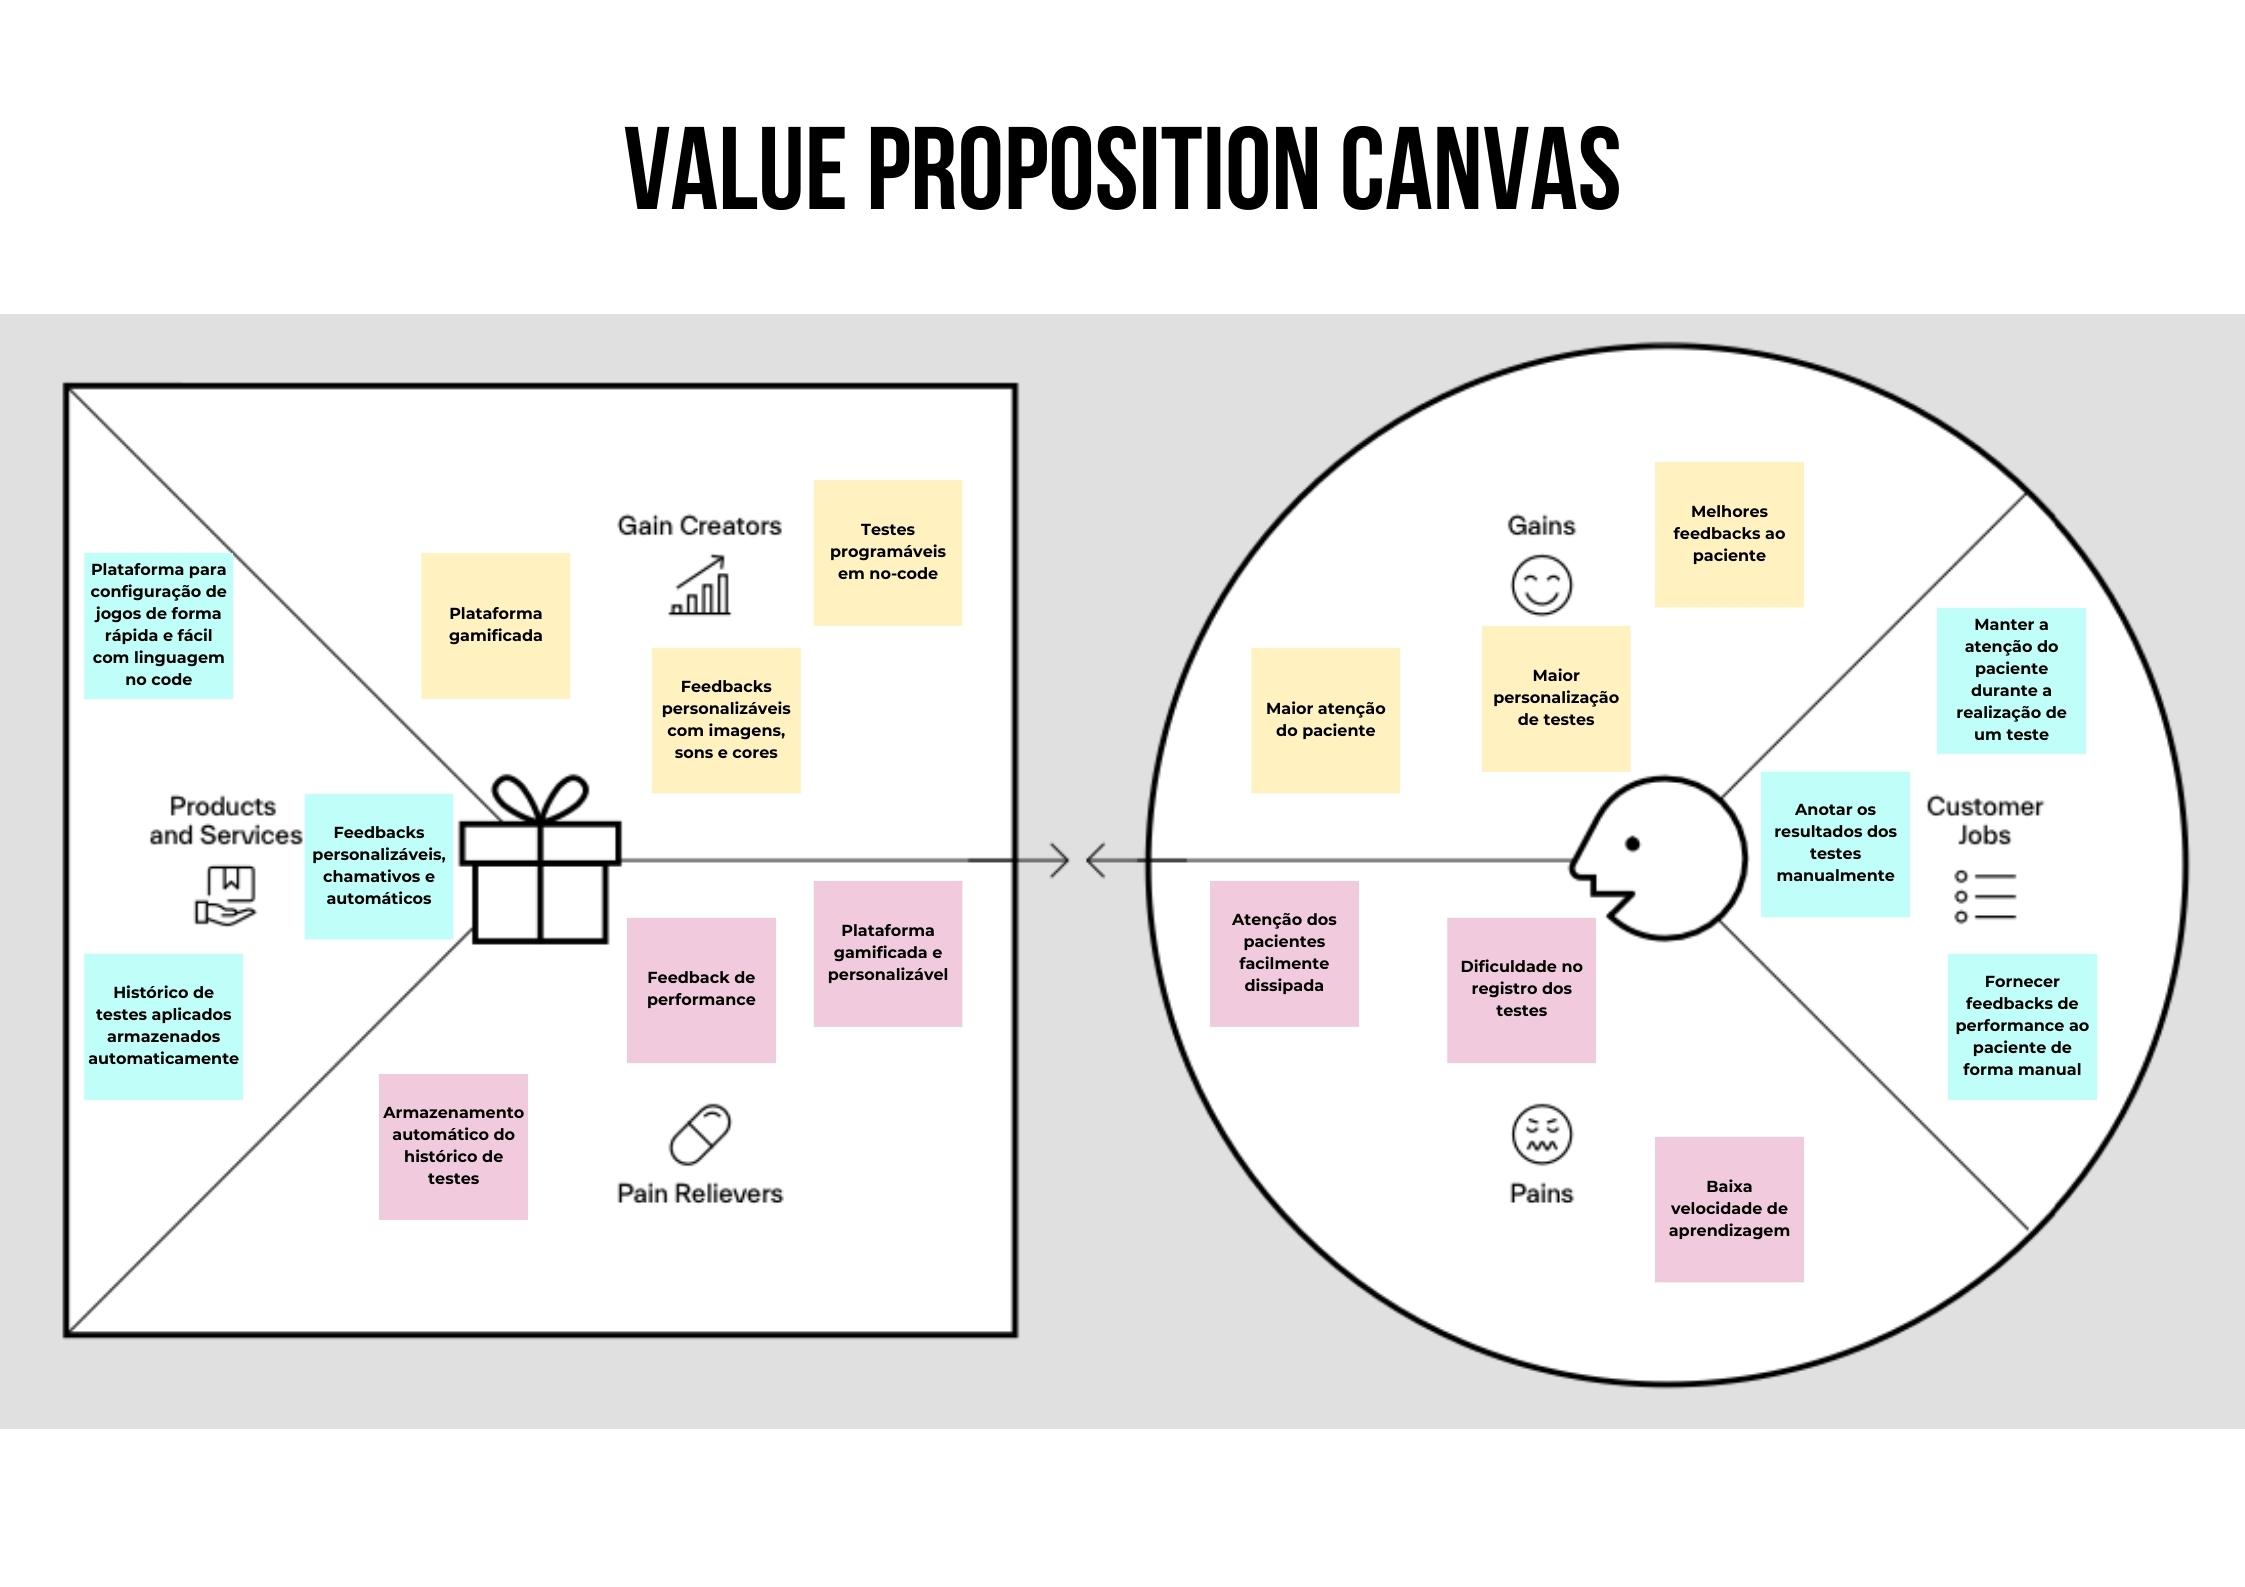 VALUE PROPOSITION CANVAS
Gain Creators
Testes
programáveis
em no-code
Plataforma
gamificada
Feedbacks
personalizáveis
com imagens,
sons e cores
Plataforma para
configuração de
jogos de forma
rápida e fácil
com linguagem
no code
Products
and Services
Feedbacks
personalizáveis,
chamativos e
automáticos
Histórico de
testes aplicados
armazenados
automaticamente
Feedback de
performance
Plataforma
gamificada e
personalizável
Armazenamento
automático do
histórico de
testes
Pain Relievers
Gains
Melhores
feedbacks ao
paciente
Maior atenção
do paciente
Maior
personalização
de testes
Manter a
atenção do
paciente
durante a
realização de
um teste
Anotar os
resultados dos
testes
manualmente
Customer
Jobs
Fornecer
feedbacks de
performance ao
paciente de
forma manual
Atenção dos
pacientes
facilmente
dissipada
Dificuldade no
registro dos
testes
Pains
Baixa
velocidade de
aprendizagem